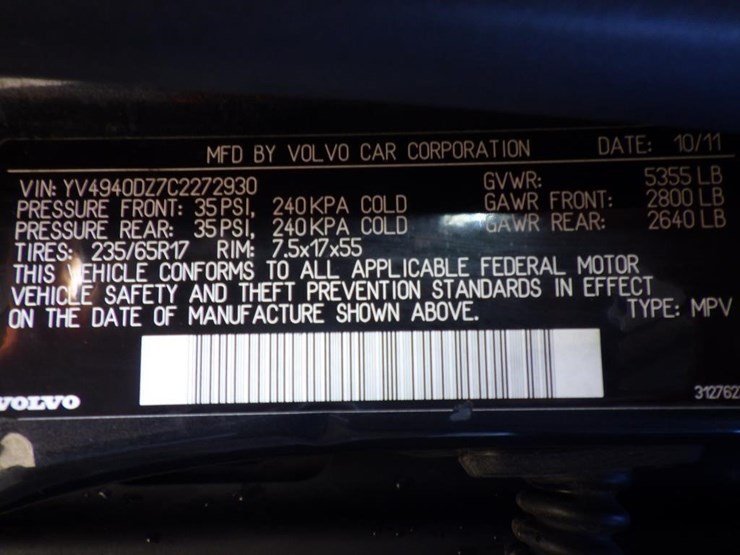 MFD BY VOLVO CAR CORPORATION DATE: 10/11
VIN: YV4940DZ7C2272930 GVWR: 5355 LB
PRESSURE FRONT: 35 PSI, 240 KPA COLD GAWR FRONT: 2800 LB
PRESSURE REAR: 35 PSI, 240 KPA COLD GAWR REAR: 2640 LB
TIRES: 235/65R17 RIM: 7.5x17x55
THIS VEHICLE CONFORMS TO ALL APPLICABLE FEDERAL MOTOR
VEHICLE SAFETY AND THEFT PREVENTION STANDARDS IN EFFECT
ON THE DATE OF MANUFACTURE SHOWN ABOVE. TYPE: MPV
VOLVO